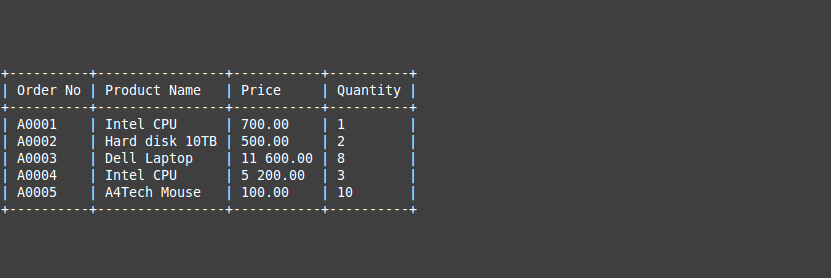 +----------+----------------+-----------+----------+
| Order No | Product Name   | Price     | Quantity |
+----------+----------------+-----------+----------+
| A0001    | Intel CPU      | 700.00    | 1        |
| A0002    | Hard disk 10TB | 500.00    | 2        |
| A0003    | Dell Laptop    | 11 600.00 | 8        |
| A0004    | Intel CPU      | 5 200.00  | 3        |
| A0005    | A4Tech Mouse   | 100.00    | 10       |
+----------+----------------+-----------+----------+